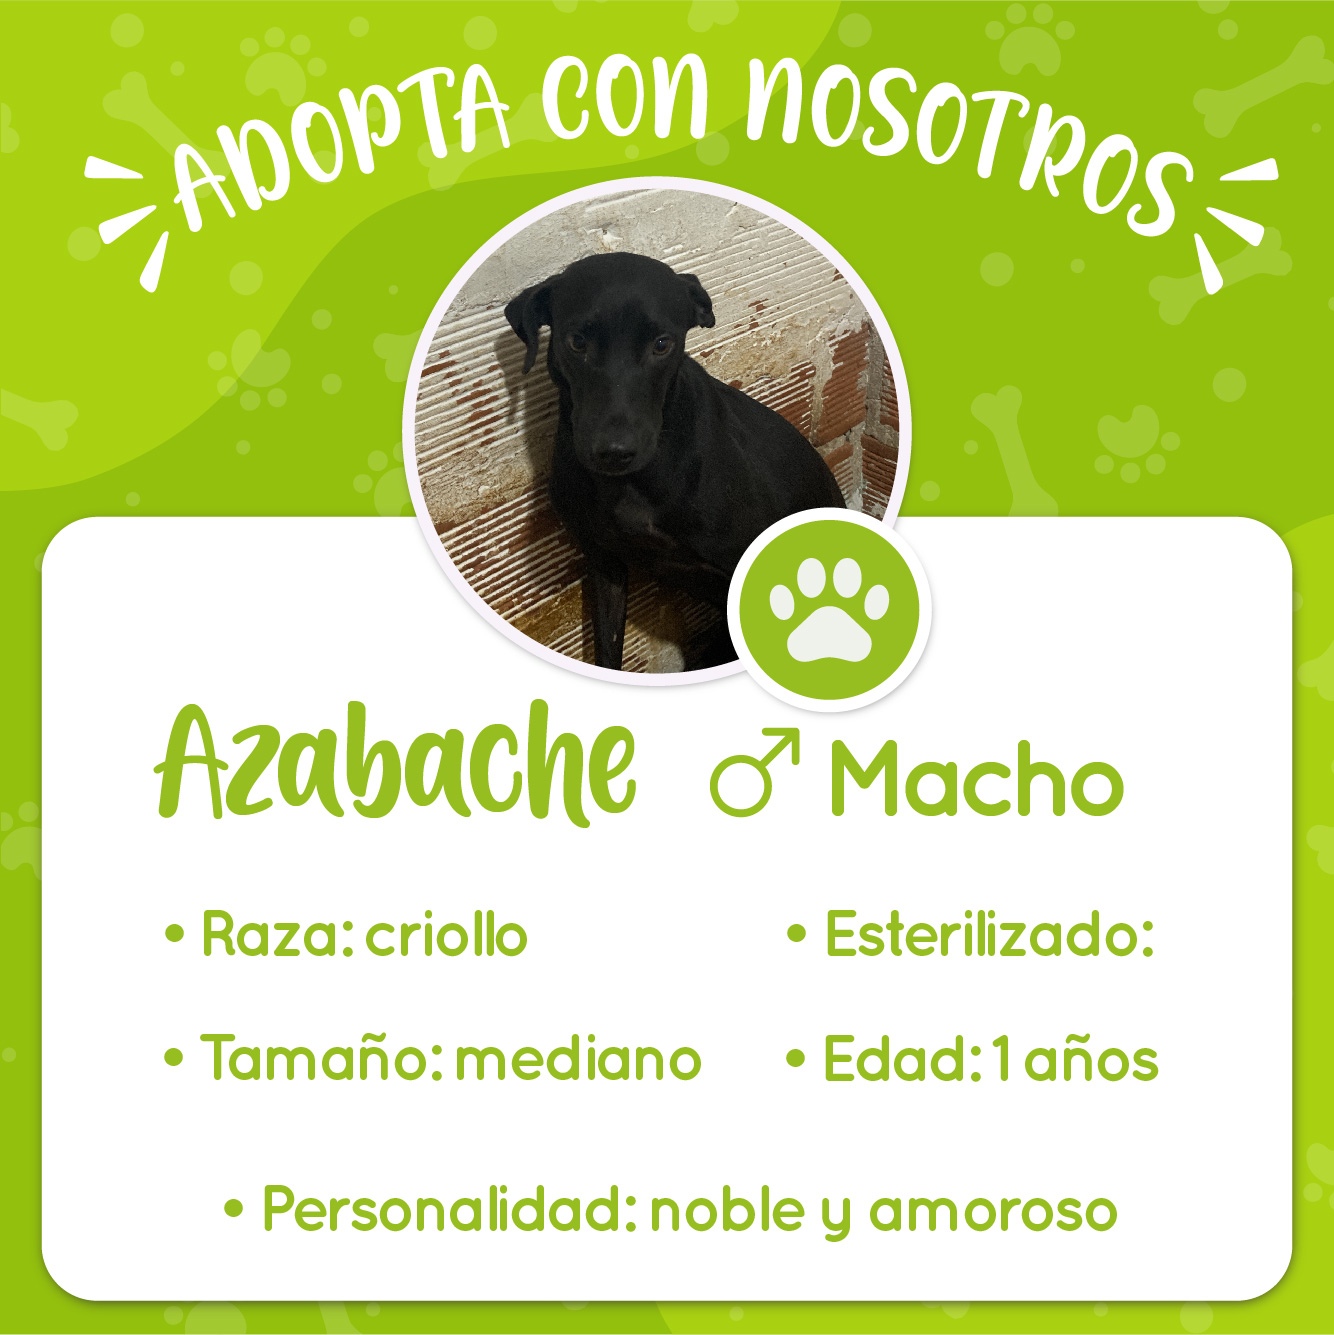 ADOPTA CON NOSOTROS
Azabache ♂ Macho
• Raza: criollo
• Esterilizado:
• Tamaño: mediano
• Edad: 1 años
• Personalidad: noble y amoroso